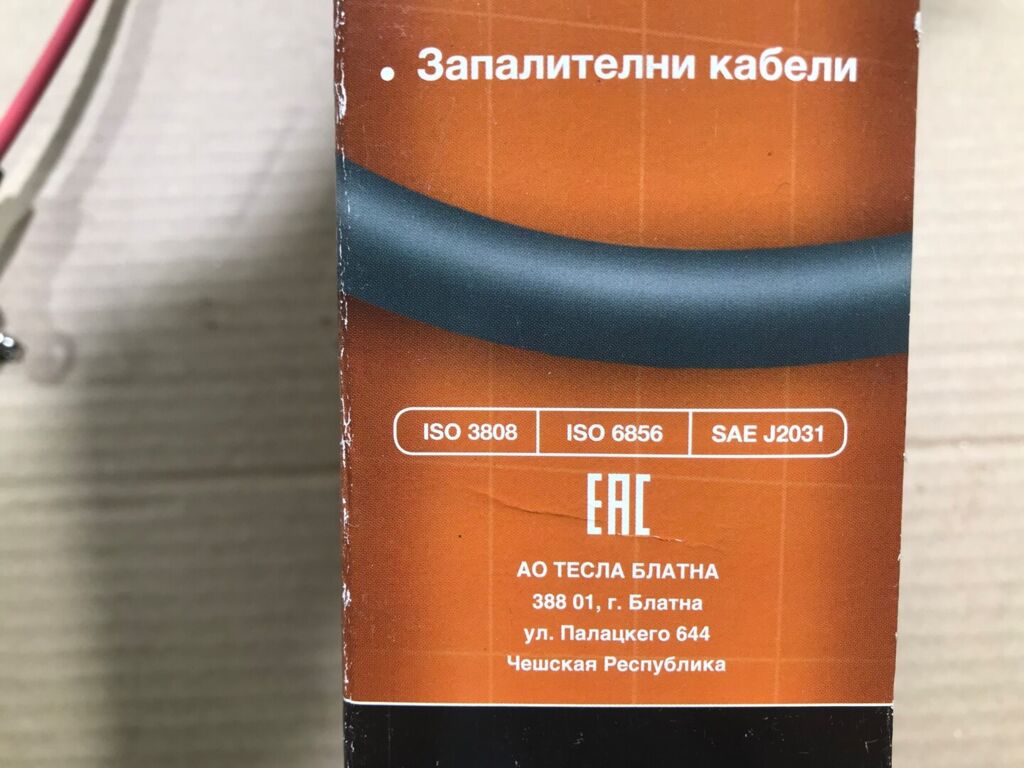 • Запалителни кабели
ISO 3808 ISO 6856 SAE J2031
EAC
АО ТЕСЛА БЛАТНА
388 01, г. Блатна
ул. Палацкего 644
Чешская Республика